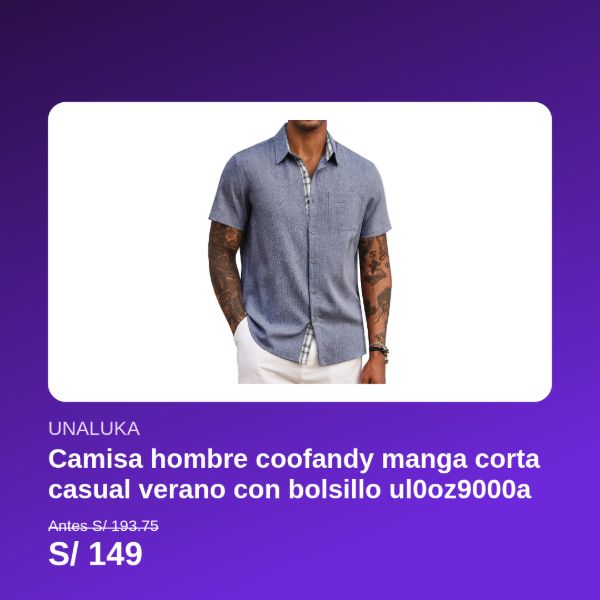 UNALUKA
Camisa hombre coofandy manga corta
casual verano con bolsillo ul0oz9000a
Antes S/ 193.75
S/ 149